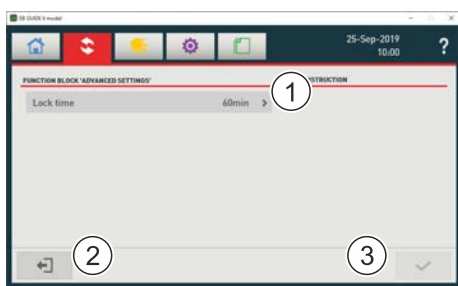 EB GUIDE 6 model
25-Sep-2019
10:00
?
FUNCTION BLOCK 'ADVANCED SETTINGS'
Lock time
60min
1
2
3